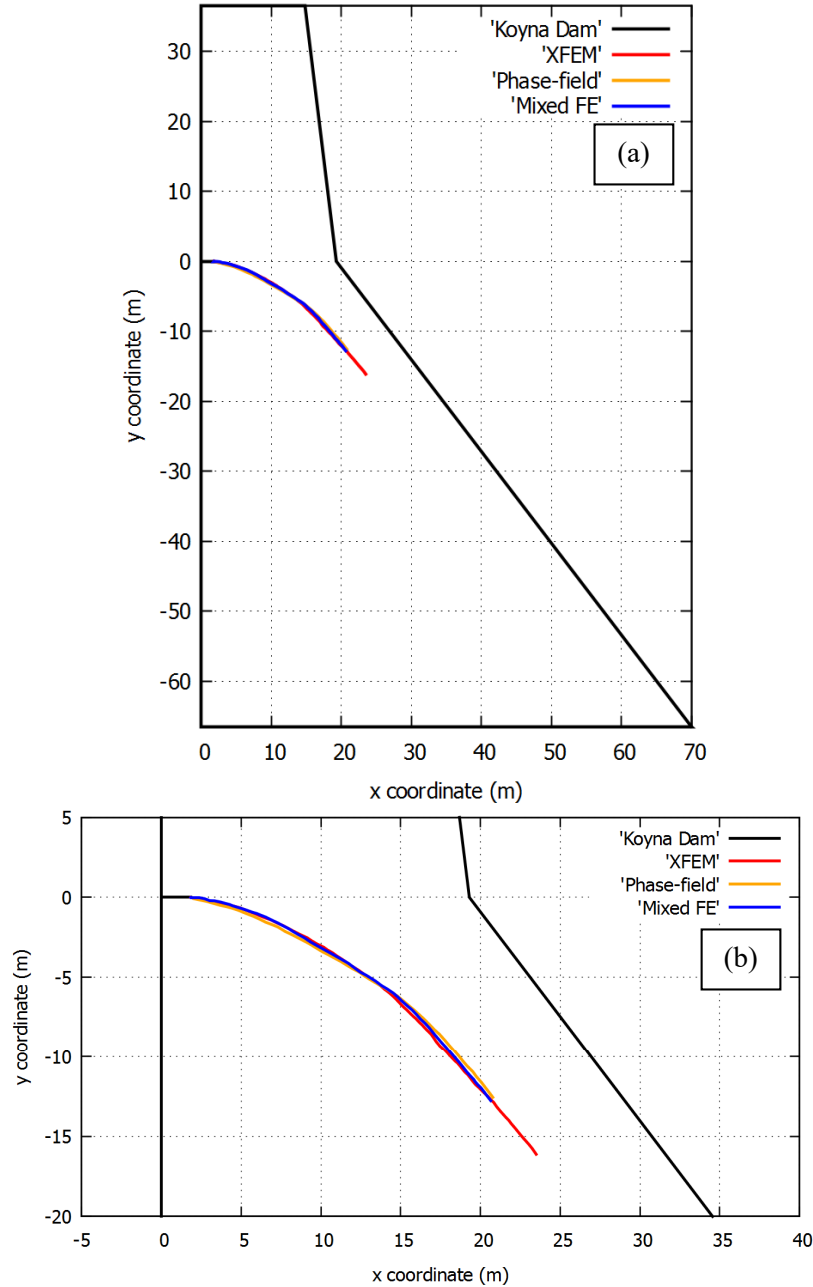 'Koyna Dam'
'XFEM'
'Phase-field'
'Mixed FE'
(a)
30
20
10
0
-10
-20
-30
-40
-50
-60
y coordinate (m)
0 10 20 30 40 50 60 70
x coordinate (m)
'Koyna Dam'
'XFEM'
'Phase-field'
'Mixed FE'
(b)
5
0
-5
-10
-15
-20
y coordinate (m)
-5 0 5 10 15 20 25 30 35 40
x coordinate (m)